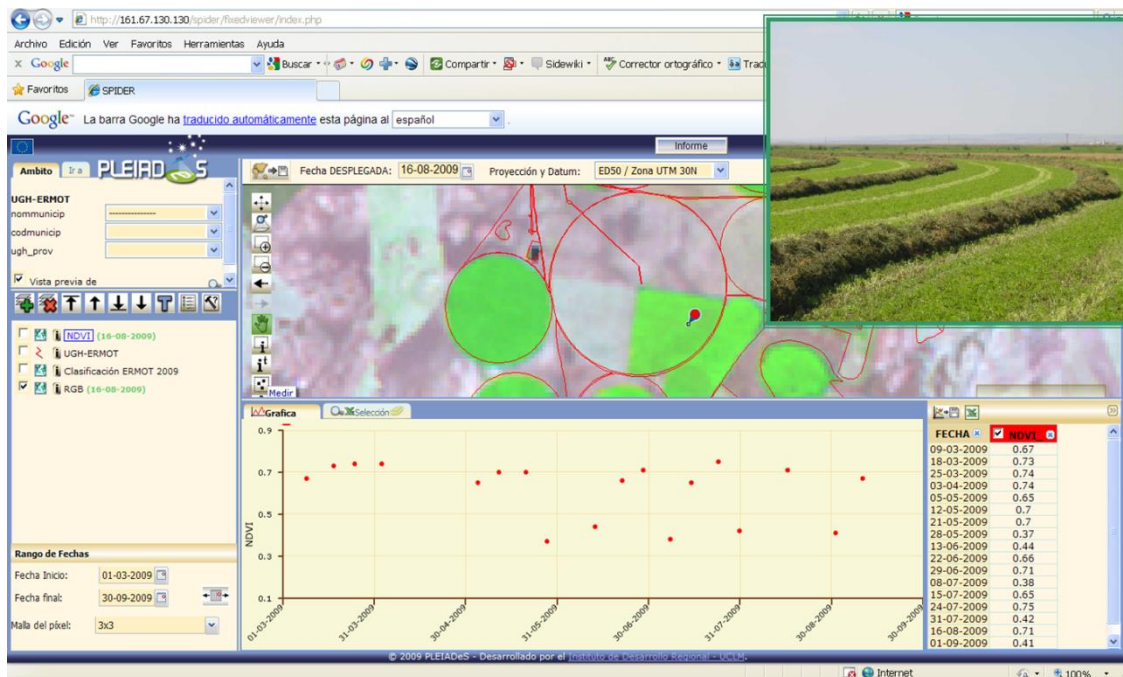 http://161.67.130.130/spider/fixedviewer/index.php
Archivo Edición Ver Favoritos Herramientas Ayuda
x Google Buscar Compartir Sidewiki Corrector ortográfico
Favoritos SPIDER
Google La barra Google ha traducido automáticamente esta página al español
Informe
Ambito Ir a PLEIADeS
Fecha DESPLEGADA: 16-08-2009 Proyección y Datum: ED50 / Zona UTM 30N
UGH-ERMOT
nommunicip ---------------
codmunicip
ugh_prov
Vista previa de
NDVI (16-08-2009)
UGH-ERMOT
Clasificación ERMOT 2009
RGB (16-08-2009)
Medir
Grafica Selección
0.9
0.7
0.5
0.3
0.1
NDVI
01-03-2009 31-03-2009 30-04-2009 31-05-2009 30-06-2009 31-07-2009 30-08-2009 30-09-2009
FECHA NDVI_
09-03-2009 0.67
18-03-2009 0.73
25-03-2009 0.74
03-04-2009 0.74
05-05-2009 0.65
12-05-2009 0.7
21-05-2009 0.7
28-05-2009 0.37
13-06-2009 0.44
22-06-2009 0.66
29-06-2009 0.71
08-07-2009 0.38
15-07-2009 0.65
24-07-2009 0.75
31-07-2009 0.42
16-08-2009 0.71
01-09-2009 0.41
Rango de Fechas
Fecha Inicio: 01-03-2009
Fecha final: 30-09-2009
Malla del píxel: 3x3
© 2009 PLEIADeS - Desarrollado por el Instituto de Desarrollo Regional - UCLM.
Internet 100%